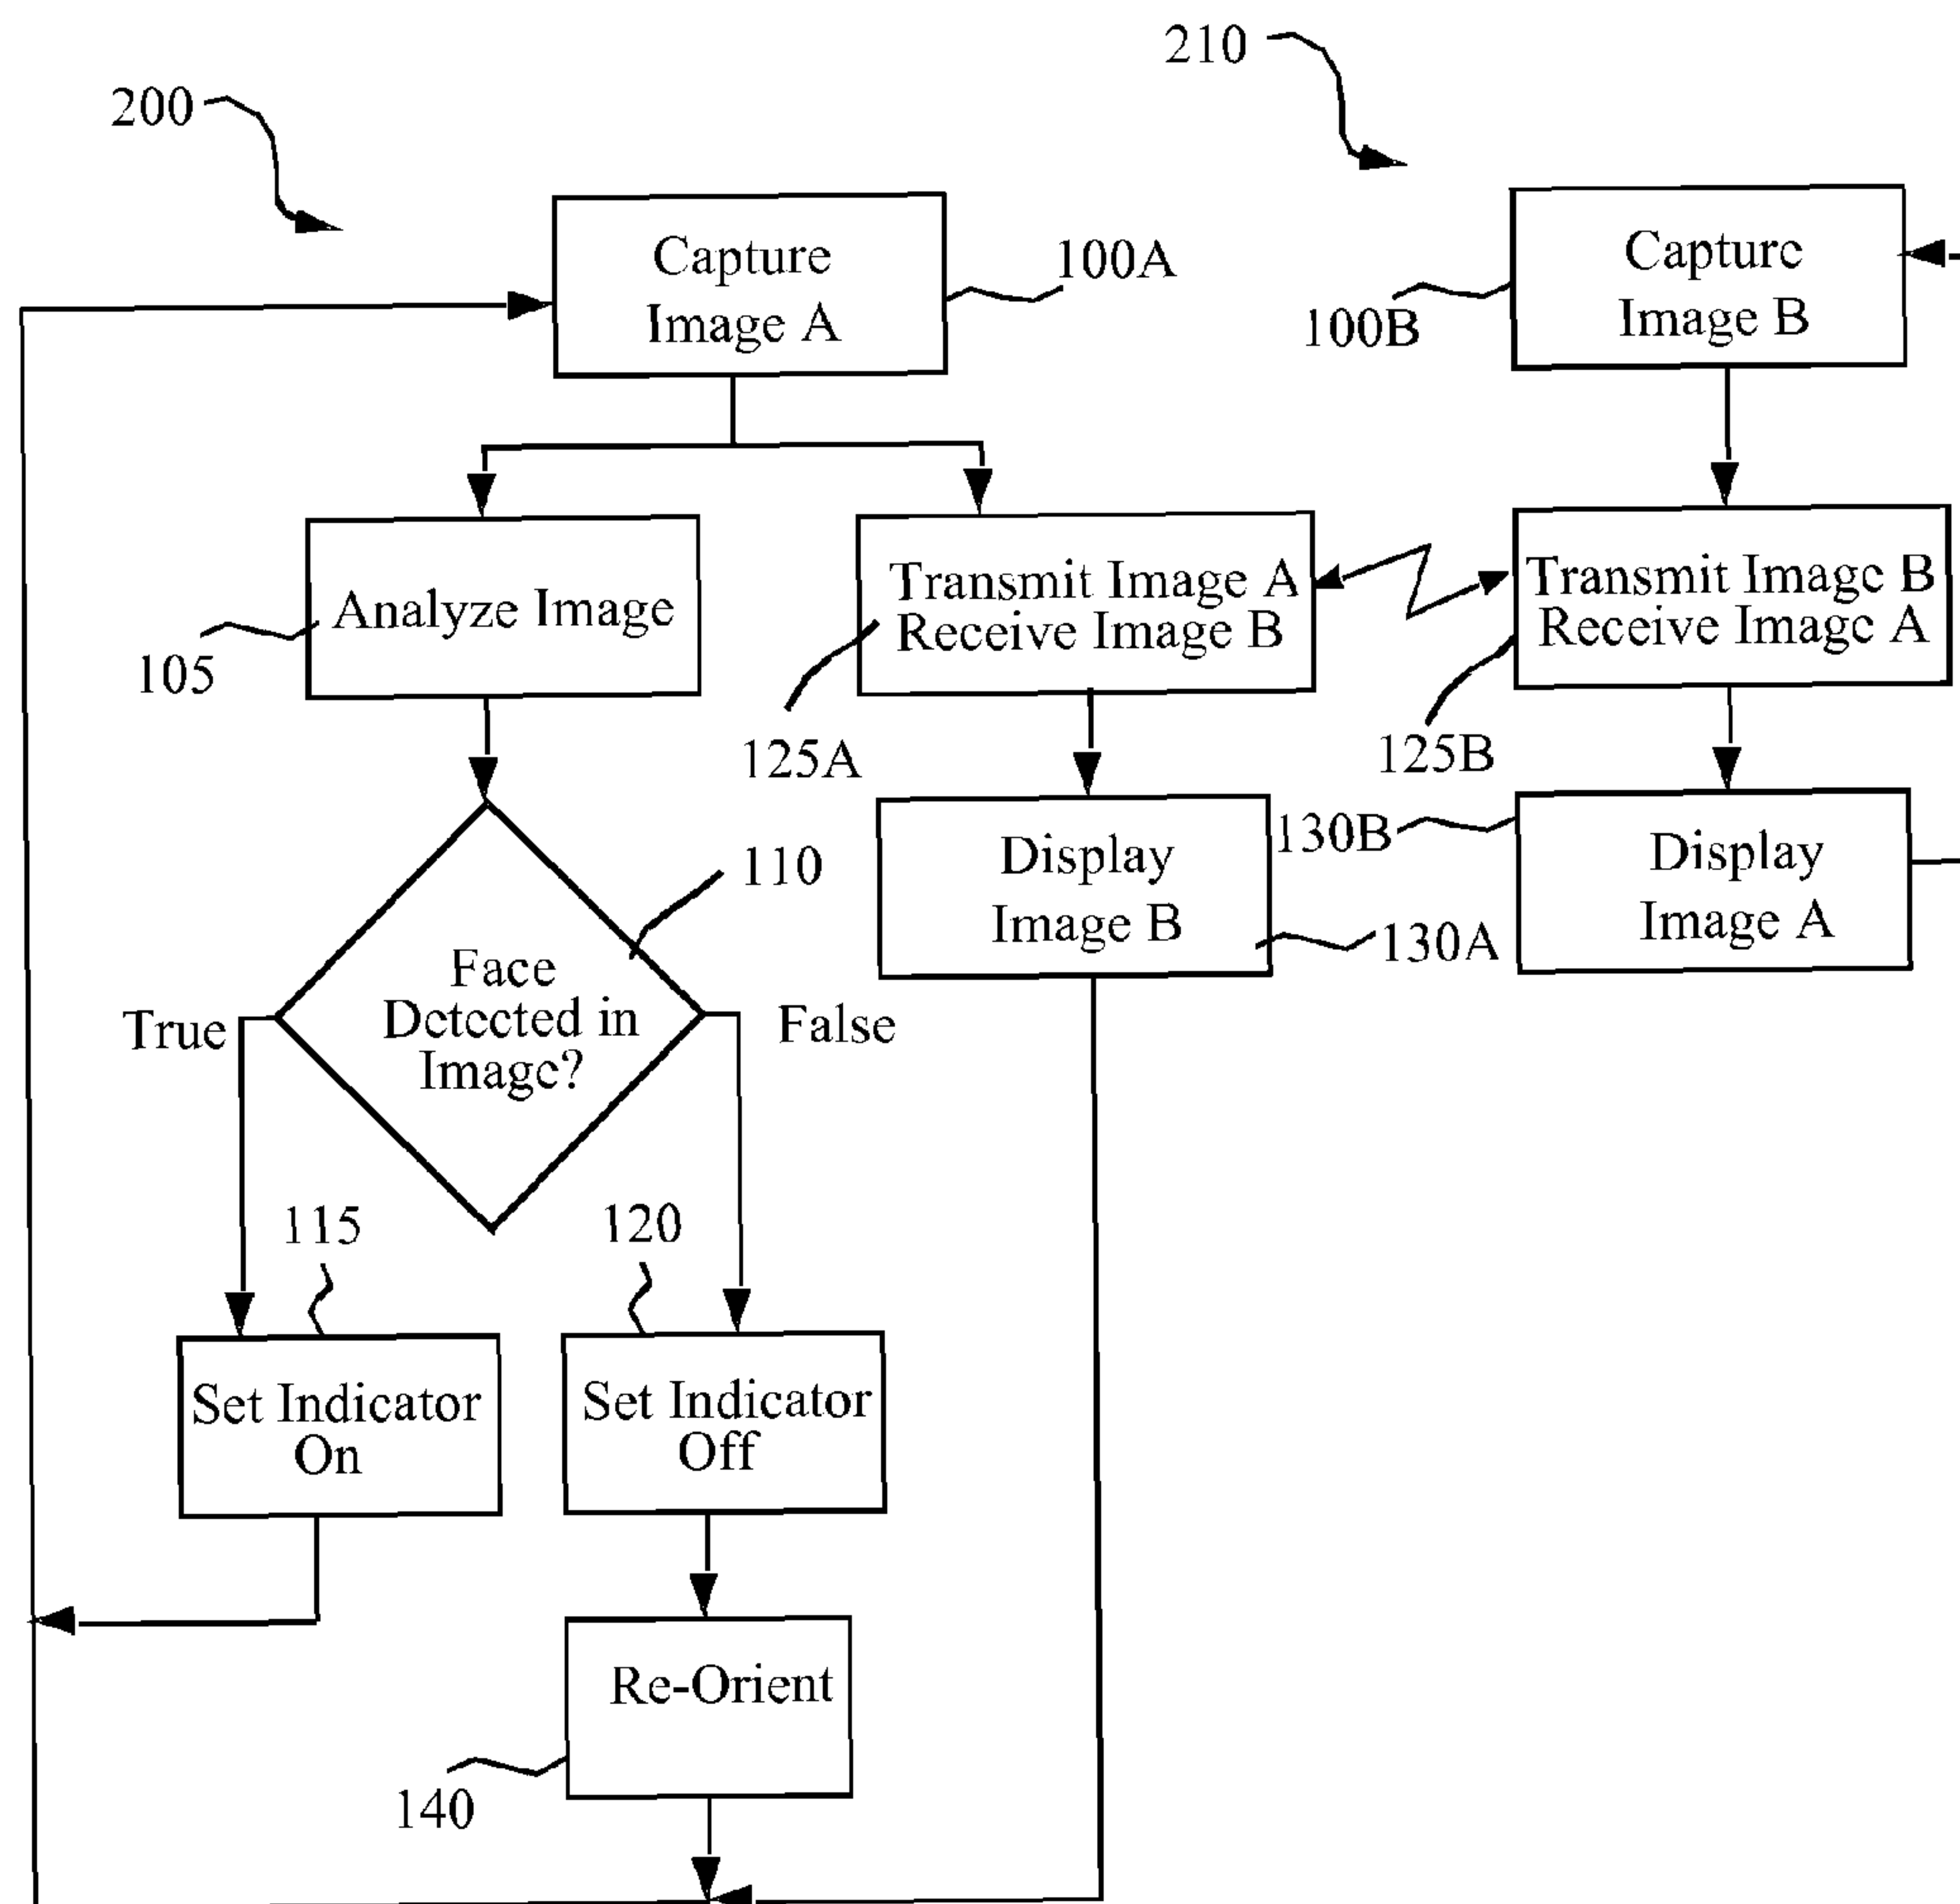 210
200
Capture
Image A
100A
Capture
Image B
100B
Analyze Image
105
Transmit Image A
Receive Image B
125A
Transmit Image B
Receive Image A
125B
Display
Image B
130A
130B
Display
Image A
110
Face
Detected in
Image?
True
False
115
120
Set Indicator
On
Set Indicator
Off
Re-Orient
140